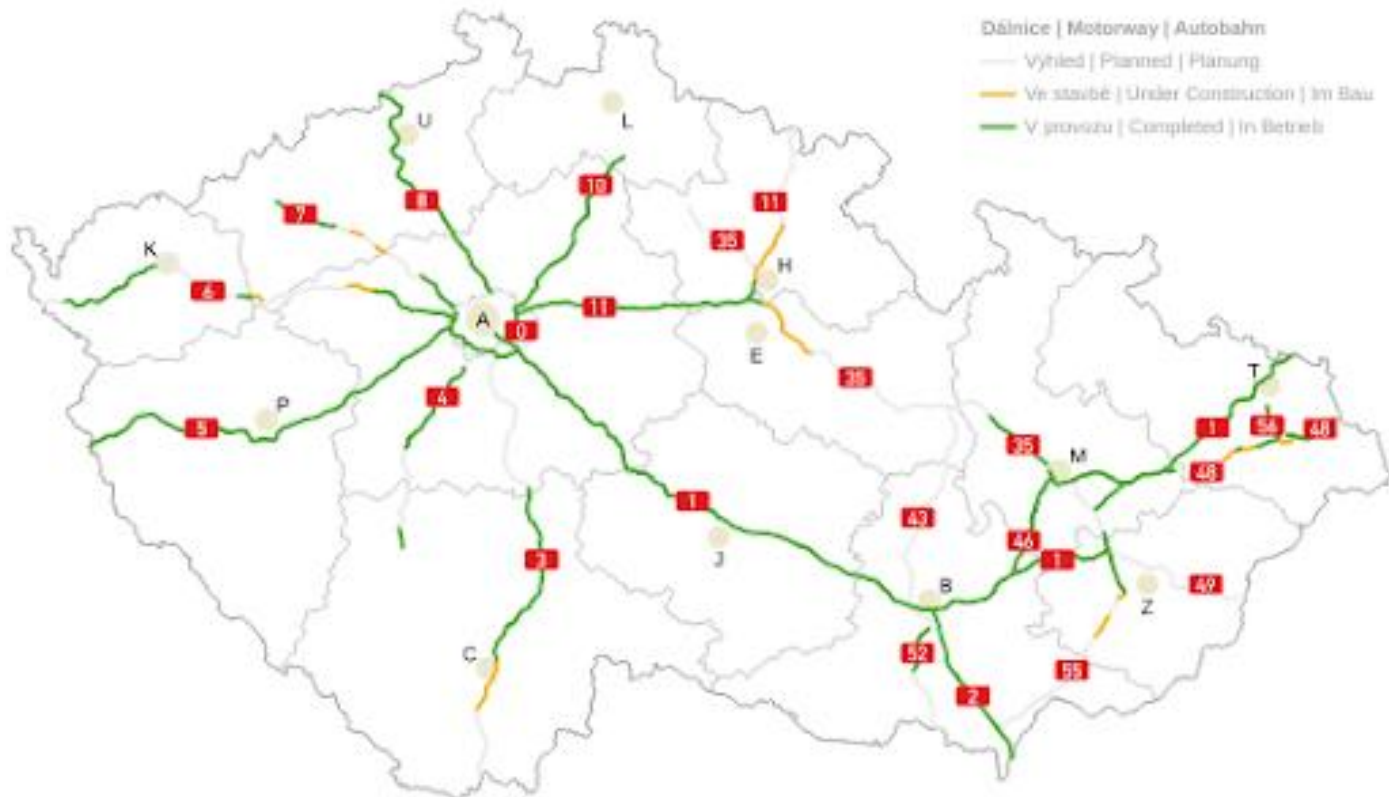 Dálnice | Motorway | Autobahn
Výhled | Planned | Planung
Ve stavbě | Under Construction | Im Bau
V provozu | Completed | In Betrieb
U
L
10
8
11
7
35
K
H
6
11
A
0
E
35
T
4
P
56
48
5
1
35
M
48
1
43
46
J
3
1
B
Z
49
C
52
55
2